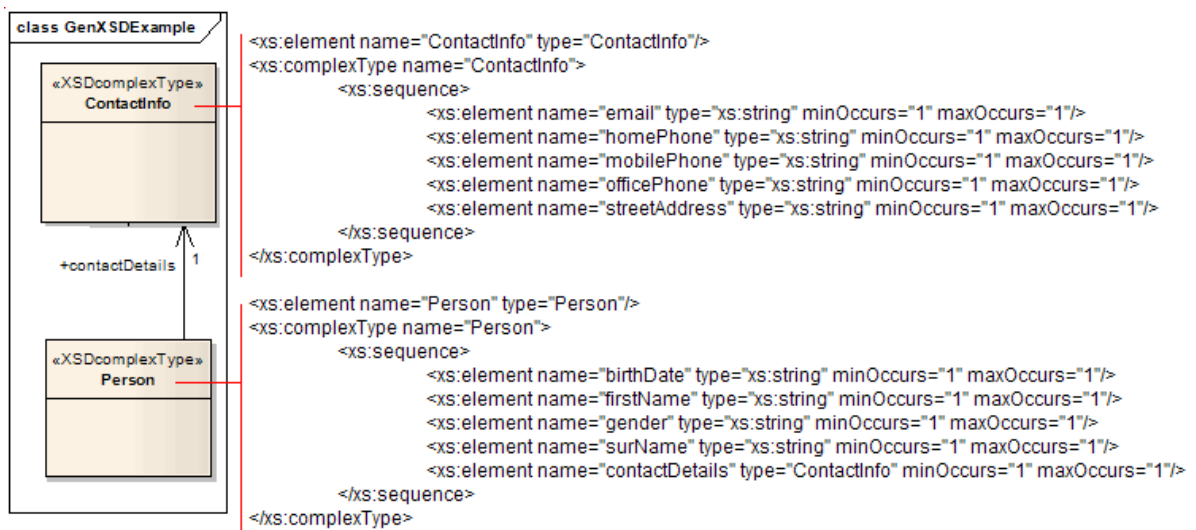 class GenXSDExample
«XSDcomplexType»
ContactInfo
+contactDetails
1
«XSDcomplexType»
Person
<xs:element name="ContactInfo" type="ContactInfo"/>
<xs:complexType name="ContactInfo">
<xs:sequence>
<xs:element name="email" type="xs:string" minOccurs="1" maxOccurs="1"/>
<xs:element name="homePhone" type="xs:string" minOccurs="1" maxOccurs="1"/>
<xs:element name="mobilePhone" type="xs:string" minOccurs="1" maxOccurs="1"/>
<xs:element name="officePhone" type="xs:string" minOccurs="1" maxOccurs="1"/>
<xs:element name="streetAddress" type="xs:string" minOccurs="1" maxOccurs="1"/>
</xs:sequence>
</xs:complexType>
<xs:element name="Person" type="Person"/>
<xs:complexType name="Person">
<xs:sequence>
<xs:element name="birthDate" type="xs:string" minOccurs="1" maxOccurs="1"/>
<xs:element name="firstName" type="xs:string" minOccurs="1" maxOccurs="1"/>
<xs:element name="gender" type="xs:string" minOccurs="1" maxOccurs="1"/>
<xs:element name="surName" type="xs:string" minOccurs="1" maxOccurs="1"/>
<xs:element name="contactDetails" type="ContactInfo" minOccurs="1" maxOccurs="1"/>
</xs:sequence>
</xs:complexType>